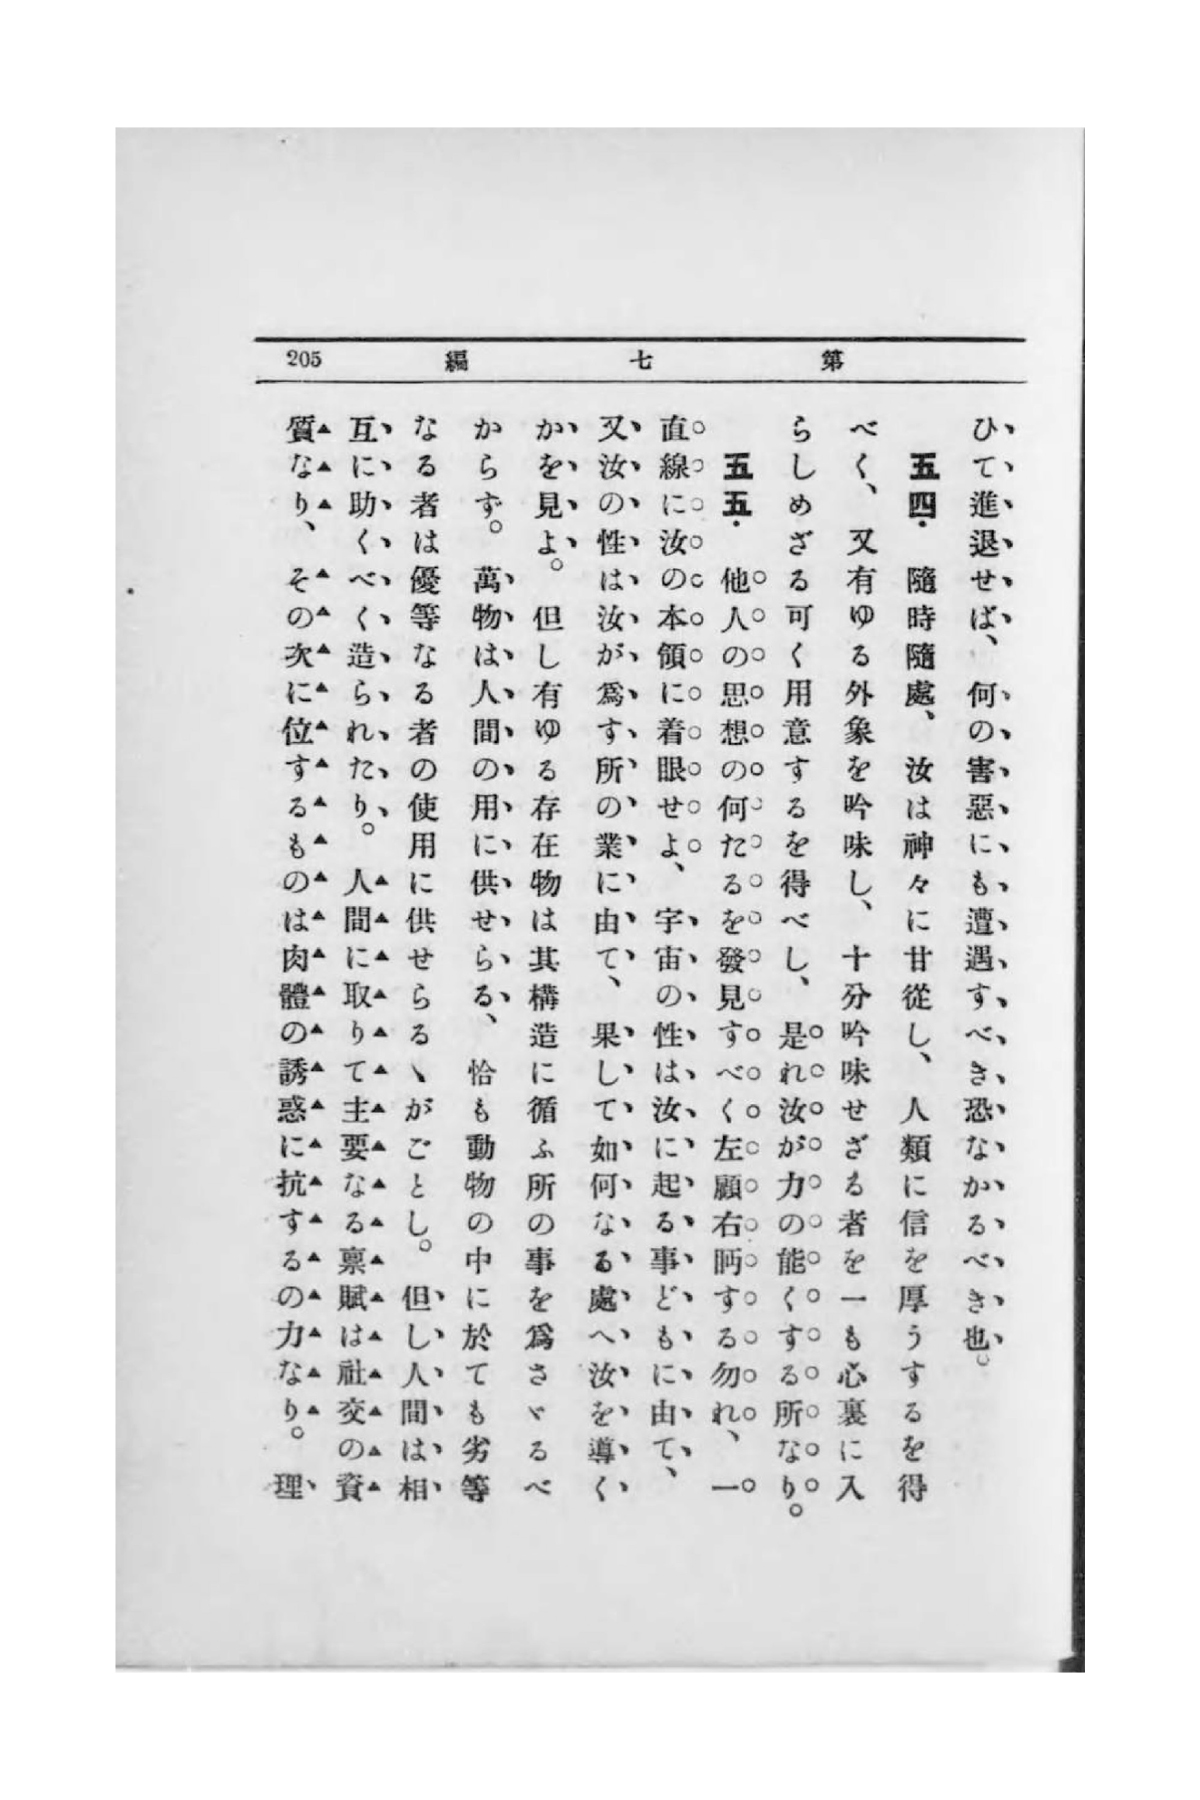 第七編 205
ひて進退せば、何の害惡にも遭遇すべき恐なかるべき也。
五四．隨時隨處、汝は神々に甘從し、人類に信を厚うするを得
べく、又有ゆる外象を吟味し、十分吟味せざる者を一も心裏に入
らしめざる可く用意するを得べし、是れ汝が力の能くする所なり。
五五．他人の思想の何たるを發見すべく左顧右眄する勿れ、一
直線に汝の本領に着眼せよ、宇宙の性は汝に起る事どもに由て、
又汝の性は汝が爲す所の業に由て、果して如何なる處へ汝を導く
かを見よ。但し有ゆる存在物は其構造に循ふ所の事を爲さゞるべ
からず。萬物は人間の用に供せらる、恰も動物の中に於ても劣等
なる者は優等なる者の使用に供せらるゝがごとし。但し人間は相
互に助くべく造られたり。人間に取りて主要なる禀賦は社交の資
質なり、その次に位するものは肉體の誘惑に抗するの力なり。理